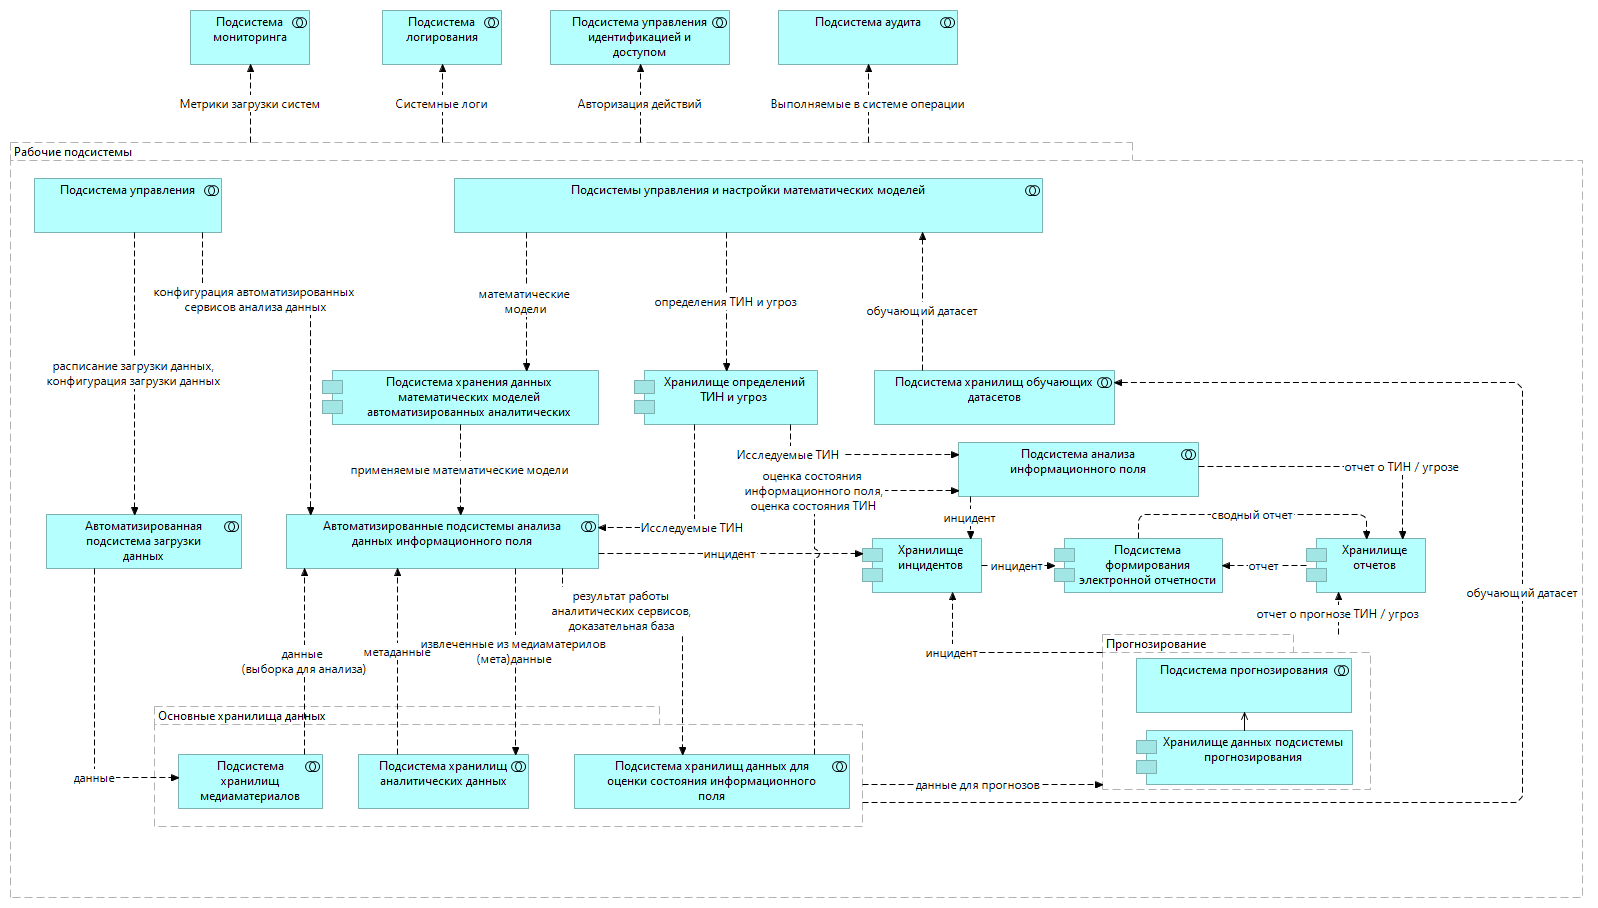 Подсистема
мониторинга
Подсистема
логирования
Подсистема управления
идентификацией и
доступом
Подсистема аудита
Метрики загрузки систем
Системные логи
Авторизация действий
Выполняемые в системе операции
Рабочие подсистемы
Подсистема управления
Подсистемы управления и настройки математических моделей
конфигурация автоматизированных
сервисов анализа данных
математические
модели
определения ТИН и угроз
обучающий датасет
расписание загрузки данных,
конфигурация загрузки данных
Подсистема хранения данных
математических моделей
автоматизированных аналитических
Хранилище определений
ТИН и угроз
Подсистема хранилищ обучающих
датасетов
применяемые математические модели
Исследуемые ТИН
оценка состояния
информационного поля,
оценка состояния ТИН
Подсистема анализа
информационного поля
отчет о ТИН / угрозе
Автоматизированная
подсистема загрузки
данных
Автоматизированные подсистемы анализа
данных информационного поля
Исследуемые ТИН
инцидент
инцидент
сводный отчет
Хранилище
инцидентов
инцидент
Подсистема
формирования
электронной отчетности
отчет
Хранилище
отчетов
обучающий датасет
результат работы
аналитических сервисов,
доказательная база
отчет о прогнозе ТИН / угроз
данные
(выборка для анализа)
метаданные
извлеченные из медиаматерилов
(мета)данные
инцидент
Прогнозирование
Подсистема прогнозирования
Хранилище данных подсистемы
прогнозирования
Основные хранилища данных
данные
Подсистема
хранилищ
медиаматериалов
Подсистема хранилищ
аналитических данных
Подсистема хранилищ данных для
оценки состояния информационного
поля
данные для прогнозов